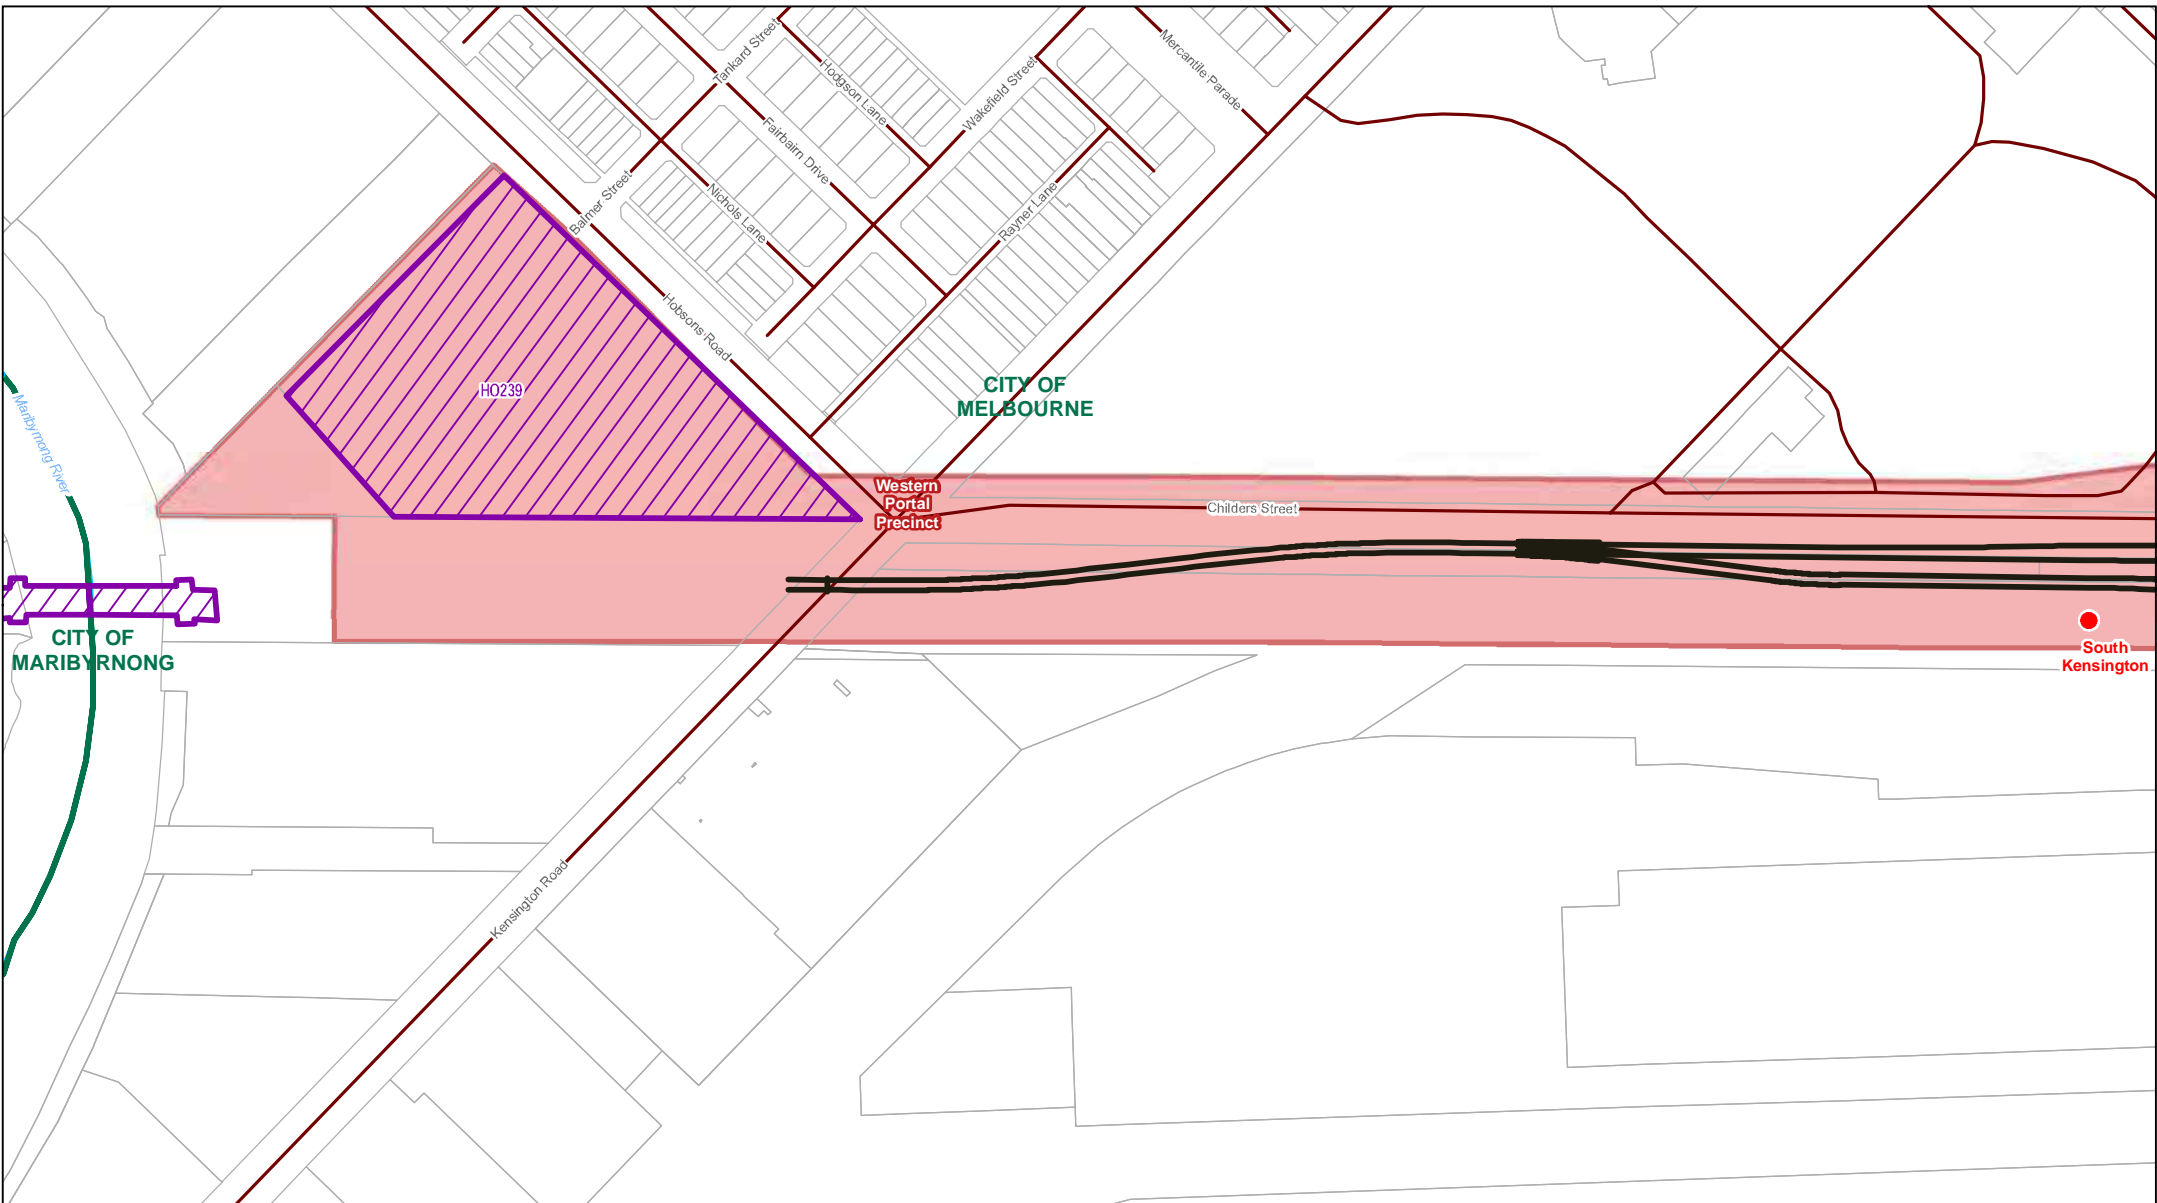 Tankard Street
Hodgson Lane
Wakefield Street
Mercantile Parade
Fairbairn Drive
Balmer Street
Nichols Lane
Rayner Lane
Hobsons Road
HO239
CITY OF
MELBOURNE
Maribyrnong River
Western
Portal
Precinct
Childers Street
CITY OF
MARIBYRNONG
South
Kensington
Kensington Road